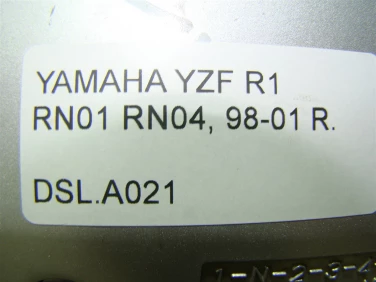 YAMAHA YZF R1
RN01 RN04, 98-01 R.
DSL.A021
1-N-2-3-4